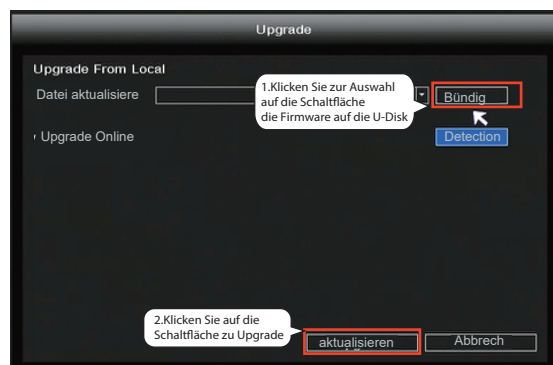 Upgrade
Upgrade From Local
Datei aktualisiere
1.Klicken Sie zur Auswahl
auf die Schaltfläche
die Firmware auf die U-Disk
Bündig
Upgrade Online
Detection
2.Klicken Sie auf die
Schaltfläche zu Upgrade
aktualisieren
Abbrech